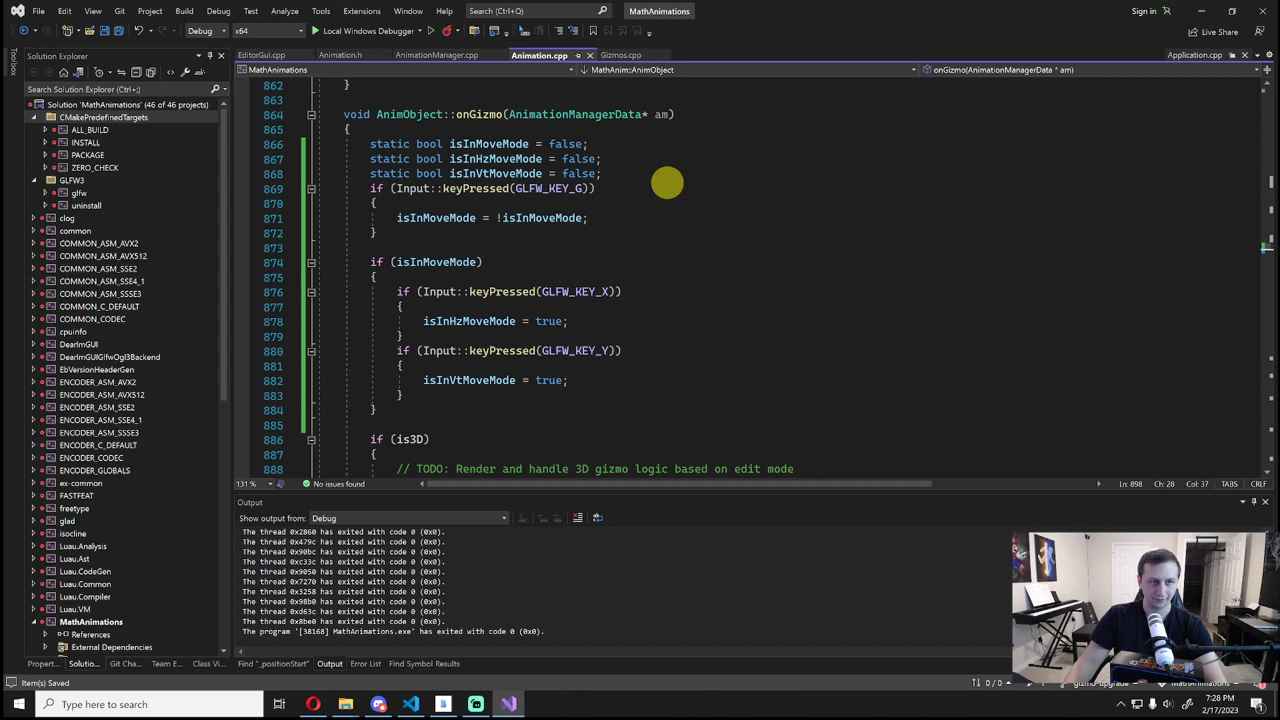 File Edit View Git Project Build Debug Test Analyze Tools Extensions Window Help Search (Ctrl+Q) MathAnimations Sign in
Debug x64 Local Windows Debugger Live Share
Toolbox
Solution Explorer
Search Solution Explorer (Ctrl+;)
Solution 'MathAnimations' (46 of 46 projects)
CMakePredefinedTargets
ALL_BUILD
INSTALL
PACKAGE
ZERO_CHECK
GLFW3
glfw
uninstall
clog
common
COMMON_ASM_AVX2
COMMON_ASM_AVX512
COMMON_ASM_SSE2
COMMON_ASM_SSE4_1
COMMON_ASM_SSSE3
COMMON_C_DEFAULT
COMMON_CODEC
cpuinfo
DearImGUI
DearImGUIGlfwOgl3Backend
EbVersionHeaderGen
ENCODER_ASM_AVX2
ENCODER_ASM_AVX512
ENCODER_ASM_SSE2
ENCODER_ASM_SSE4_1
ENCODER_ASM_SSSE3
ENCODER_C_DEFAULT
ENCODER_CODEC
ENCODER_GLOBALS
ex-common
FASTFEAT
freetype
glad
isocline
Luau.Analysis
Luau.Ast
Luau.CodeGen
Luau.Common
Luau.Compiler
Luau.VM
MathAnimations
References
External Dependencies
Propert... Solutio... Git Cha... Team E... Class Vi...
EditorGui.cpp Animation.h AnimationManager.cpp Animation.cpp Gizmos.cpp Application.cpp
MathAnimations MathAnim::AnimObject onGizmo(AnimationManagerData * am)
862 }
863
864 void AnimObject::onGizmo(AnimationManagerData* am)
865 {
866 static bool isInMoveMode = false;
867 static bool isInHzMoveMode = false;
868 static bool isInVtMoveMode = false;
869 if (Input::keyPressed(GLFW_KEY_G))
870 {
871 isInMoveMode = !isInMoveMode;
872 }
873
874 if (isInMoveMode)
875 {
876 if (Input::keyPressed(GLFW_KEY_X))
877 {
878 isInHzMoveMode = true;
879 }
880 if (Input::keyPressed(GLFW_KEY_Y))
881 {
882 isInVtMoveMode = true;
883 }
884 }
885
886 if (is3D)
887 {
888 // TODO: Render and handle 3D gizmo logic based on edit mode
131 % No issues found Ln: 898 Ch: 28 Col: 37 TABS CRLF
Output
Show output from: Debug
The thread 0x2860 has exited with code 0 (0x0).
The thread 0x479c has exited with code 0 (0x0).
The thread 0x90bc has exited with code 0 (0x0).
The thread 0xc33c has exited with code 0 (0x0).
The thread 0x9050 has exited with code 0 (0x0).
The thread 0x7270 has exited with code 0 (0x0).
The thread 0x3258 has exited with code 0 (0x0).
The thread 0x98b0 has exited with code 0 (0x0).
The thread 0xd63c has exited with code 0 (0x0).
The thread 0x8be0 has exited with code 0 (0x0).
The program '[38168] MathAnimations.exe' has exited with code 0 (0x0).
Find "_positionStart" Output Error List Find Symbol Results
Item(s) Saved 0 / 0 gizmo-upgrade MathAnimations
Type here to search
7:28 PM
2/17/2023